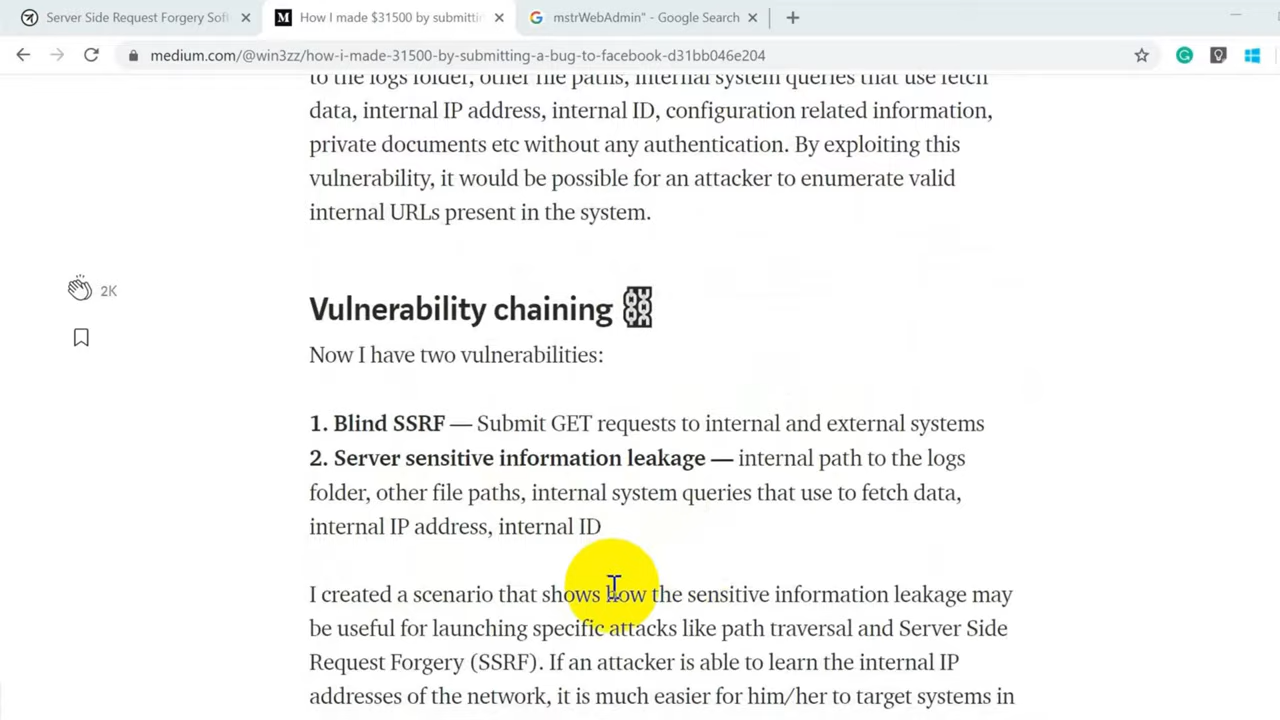 Server Side Request Forgery Sof
How I made $31500 by submittin
mstrWebAdmin" - Google Search
medium.com/@win3zz/how-i-made-31500-by-submitting-a-bug-to-facebook-d31bb046e204
to the logs folder, other file paths, internal system queries that use fetch
data, internal IP address, internal ID, configuration related information,
private documents etc without any authentication. By exploiting this
vulnerability, it would be possible for an attacker to enumerate valid
internal URLs present in the system.
2K
Vulnerability chaining
Now I have two vulnerabilities:
1. Blind SSRF — Submit GET requests to internal and external systems
2. Server sensitive information leakage — internal path to the logs
folder, other file paths, internal system queries that use to fetch data,
internal IP address, internal ID
I created a scenario that shows how the sensitive information leakage may
be useful for launching specific attacks like path traversal and Server Side
Request Forgery (SSRF). If an attacker is able to learn the internal IP
addresses of the network, it is much easier for him/her to target systems in